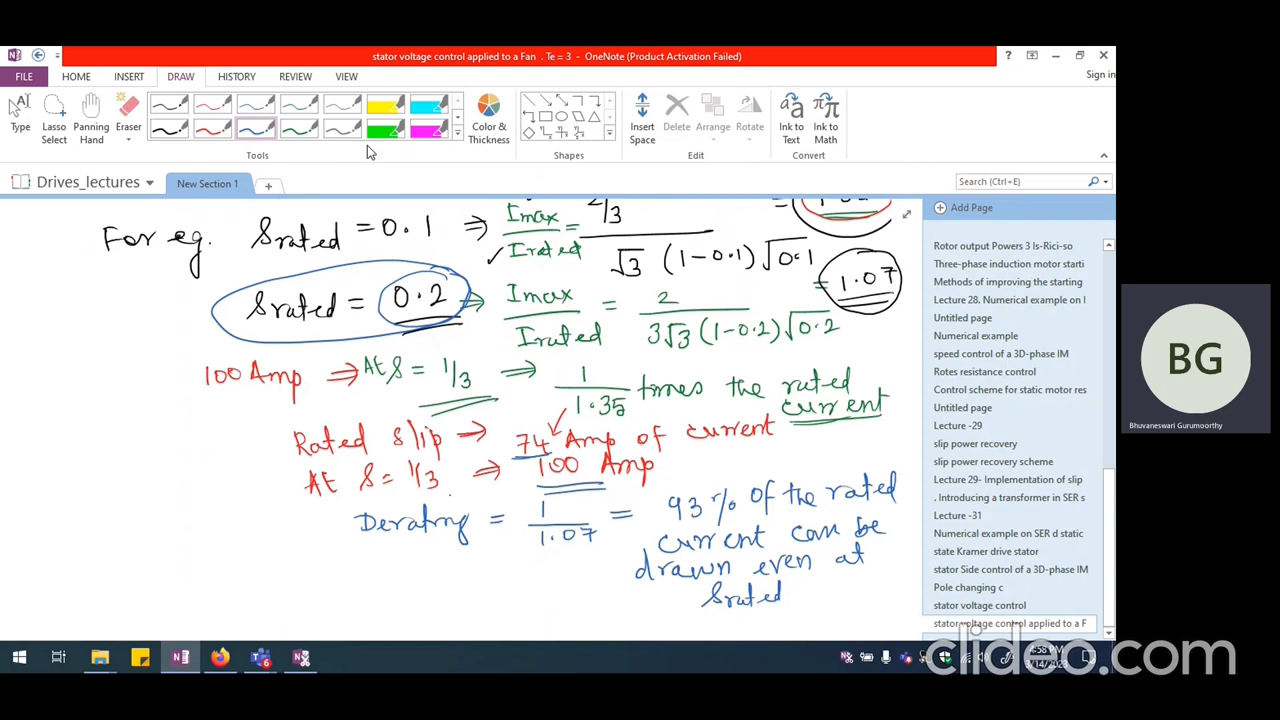 stator voltage control applied to a Fan . Te = 3 - OneNote (Product Activation Failed)
FILE HOME INSERT DRAW HISTORY REVIEW VIEW
Sign in
Type
Lasso Select
Panning Hand
Eraser
Color & Thickness
Insert Space
Delete
Arrange
Rotate
Ink to Text
Ink to Math
Tools
Shapes
Edit
Convert
Drives_lectures
New Section 1
Search (Ctrl+E)
Add Page
Rotor output Powers 3 Is-Rici-so
Three-phase induction motor starti
Methods of improving the starting
Lecture 28. Numerical example on I
Untitled page
Numerical example
speed control of a 3D-phase IM
Rotes resistance control
Control scheme for static motor res
Untitled page
Lecture -29
slip power recovery
slip power recovery scheme
Lecture 29- Implementation of slip
. Introducing a transformer in SER s
Lecture -31
Numerical example on SER d static
state Kramer drive stator
stator Side control of a 3D-phase IM
Pole changing c
stator voltage control
stator voltage control applied to a F
For eg. Srated = 0.1 ⇒ Imax/Irated = 2/3 / √3 (1-0.1)√0.1
Srated = 0.2 ⇒ Imax/Irated = 2 / 3√3 (1-0.2)√0.2 = 1.07
100 Amp ⇒ At S = 1/3 ⇒ 1/1.35 times the rated current
Rated slip → 74 Amp of current
At S = 1/3 ⇒ 100 Amp
Derating = 1/1.07 = 93% of the rated
current can be
drawn even at
Srated
BG
Bhuvaneswari Gurumoorthy
4:58 PM
3/14/2023
clideo.com